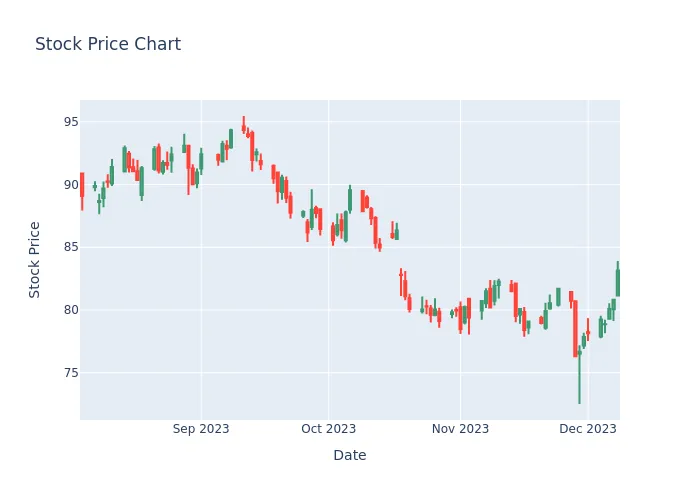 Stock Price Chart
95
90
85
80
75
Stock Price
Sep 2023
Oct 2023
Nov 2023
Dec 2023
Date